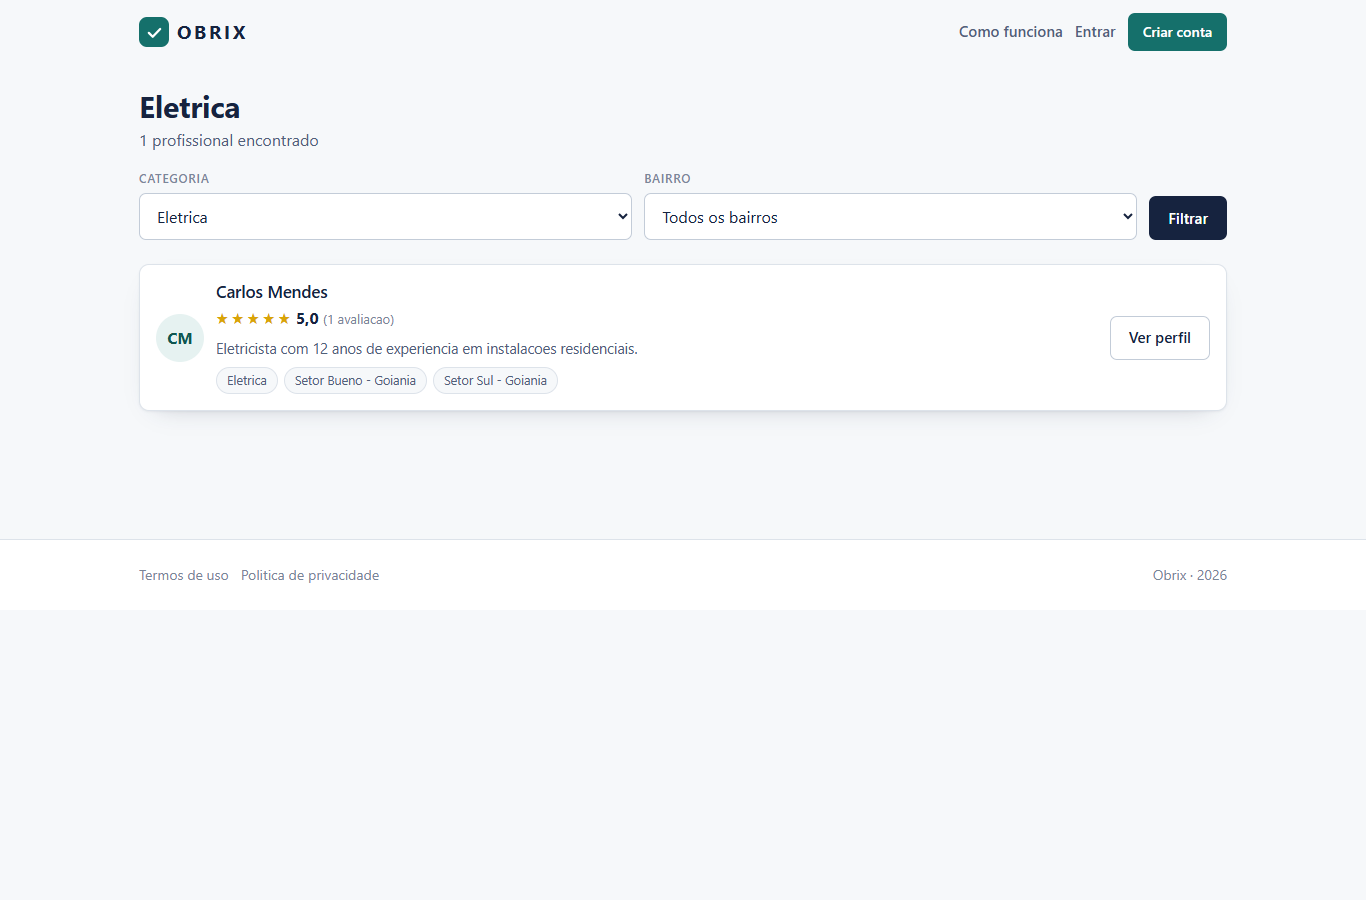 OBRIX
Como funciona Entrar Criar conta
Eletrica
1 profissional encontrado
CATEGORIA BAIRRO
Eletrica Todos os bairros Filtrar
Carlos Mendes
★★★★★ 5,0 (1 avaliacao)
CM
Eletricista com 12 anos de experiencia em instalacoes residenciais.
Eletrica Setor Bueno - Goiania Setor Sul - Goiania
Ver perfil
Termos de uso Politica de privacidade Obrix · 2026